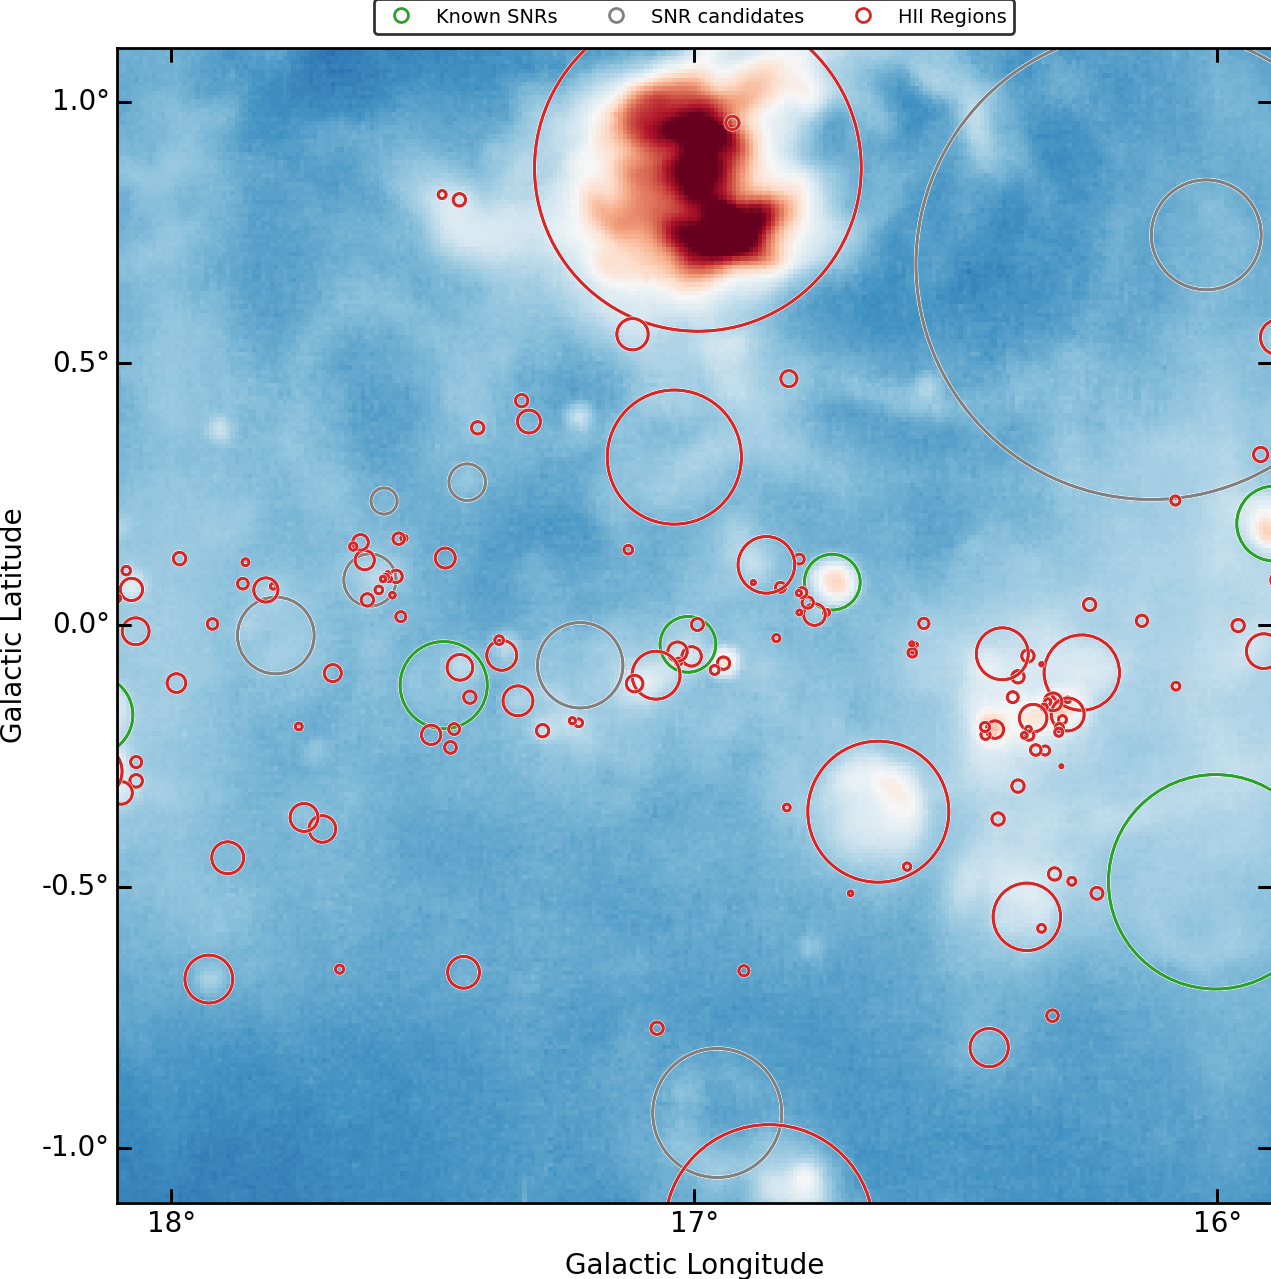 Known SNRs SNR candidates HII Regions
1.0°
0.5°
0.0°
-0.5°
-1.0°
Galactic Latitude
18° 17° 16°
Galactic Longitude